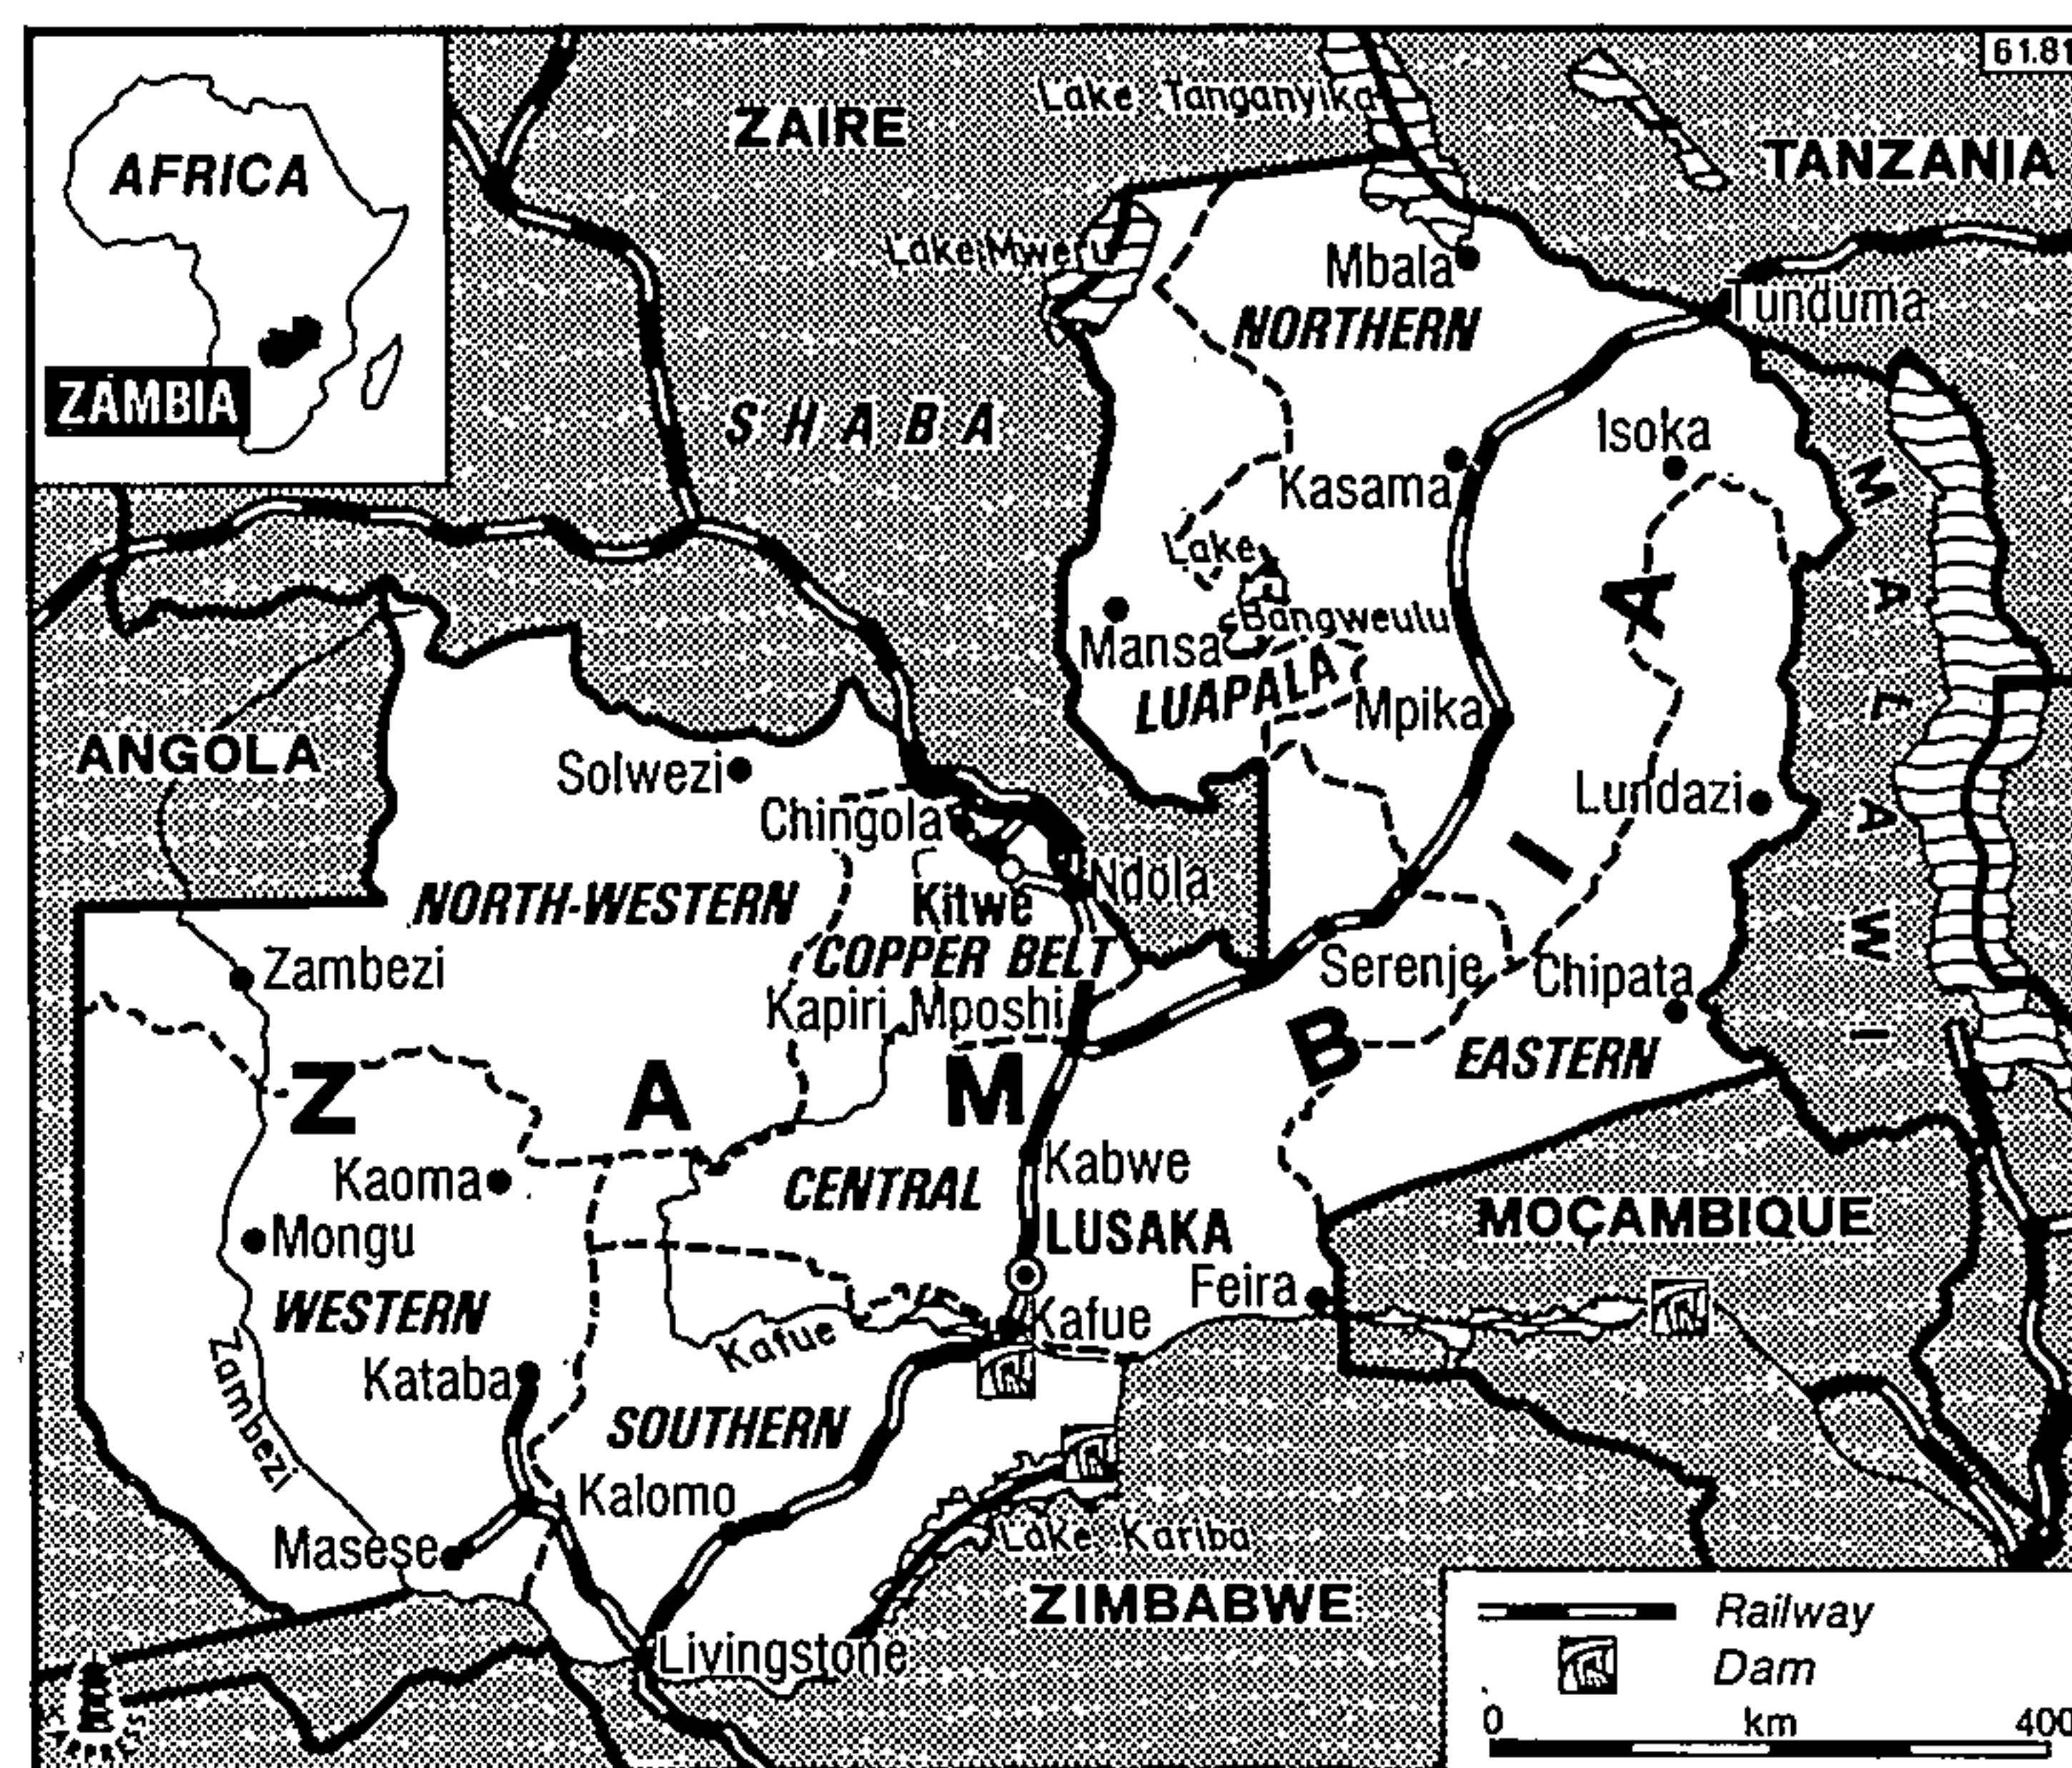 61.81
AFRICA
ZAMBIA
ZAIRE
Lake Tanganyika
TANZANIA
Lake Mweru
Mbala
NORTHERN
Tunduma
SHABA
Isoka
Kasama
Lake
Bangweulu
Mansa
LUAPALA
Mpika
MALAWI
ANGOLA
Solwezi
Chingola
Lundazi
NORTH-WESTERN
Kitwe
Ndola
COPPER BELT
Zambezi
Serenje
Chipata
Kapiri Mposhi
EASTERN
ZAMBIA
Kaoma
CENTRAL
Kabwe
LUSAKA
MOÇAMBIQUE
Mongu
WESTERN
Feira
Kafue
Kafue
Zambezi
Kataba
SOUTHERN
Kalomo
Masese
Lake Kariba
ZIMBABWE
Livingstone
Railway
Dam
0 km 400